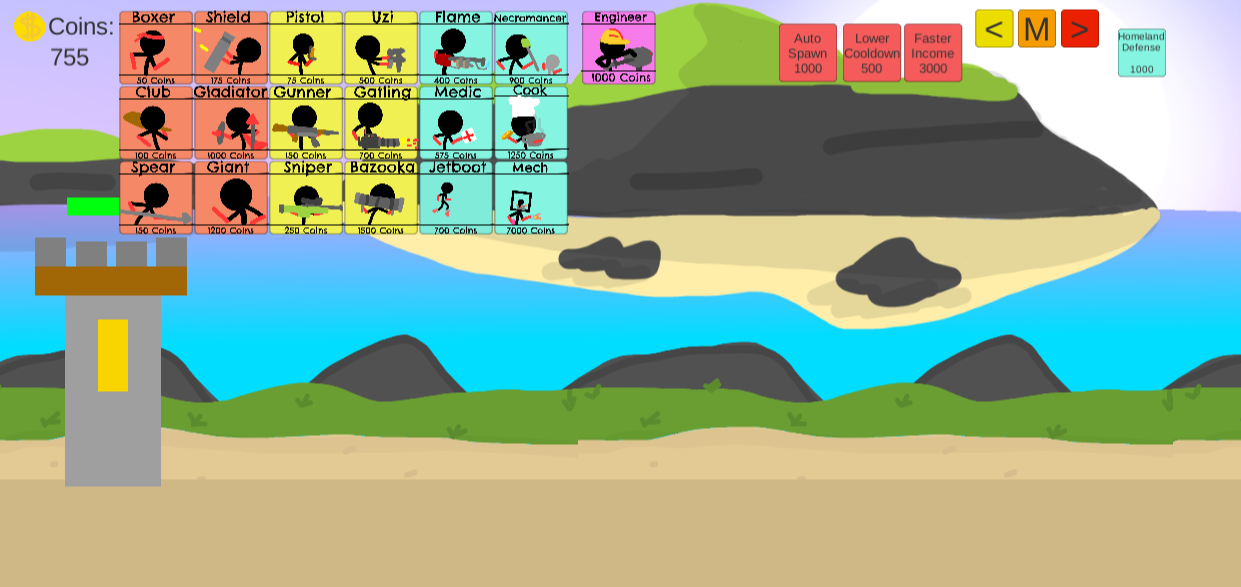 Coins:
755
Boxer
50 Coins
Shield
175 Coins
Pistol
75 Coins
Uzi
500 Coins
Flame
400 Coins
Necromancer
900 Coins
Engineer
1000 Coins
Club
100 Coins
Gladiator
1000 Coins
Gunner
150 Coins
Gatling
700 Coins
Medic
575 Coins
Cook
1250 Coins
Spear
150 Coins
Giant
1200 Coins
Sniper
250 Coins
Bazooka
1500 Coins
Jetboot
700 Coins
Mech
7000 Coins
Auto
Spawn
1000
Lower
Cooldown
500
Faster
Income
3000
<
M
>
Homeland
Defense
1000